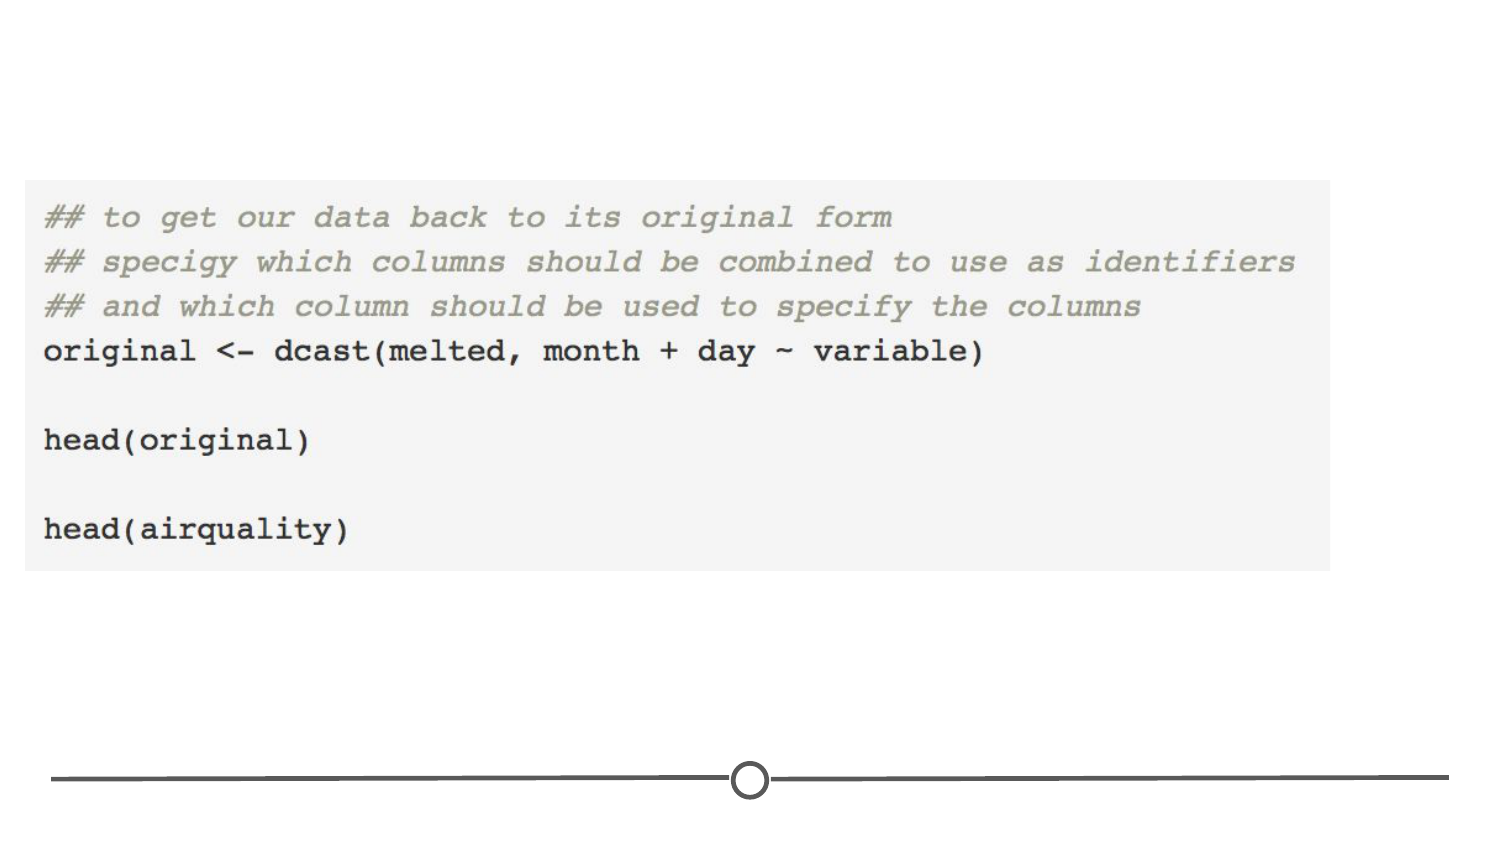 ## to get our data back to its original form
## specigy which columns should be combined to use as identifiers
## and which column should be used to specify the columns
original <- dcast(melted, month + day ~ variable)
head(original)
head(airquality)